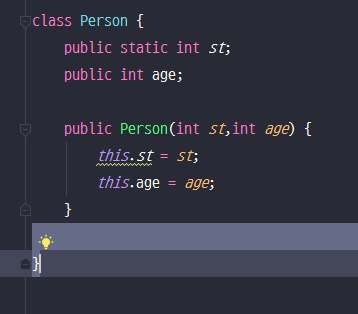 class Person {
public static int st;
public int age;
public Person(int st,int age) {
this.st = st;
this.age = age;
}
}